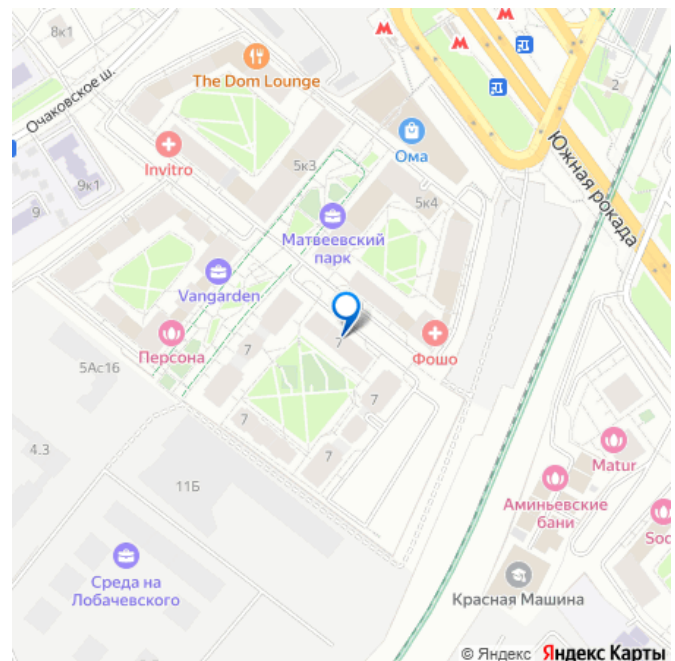 8к1
The Dom Lounge
Очаковское ш.
2
Ома
Южная рокада
Invitro
5к3
9к1
5к4
9
Матвеевский
парк
Vangarden
7
Персона
7
Фошо
5Ас16
7
7
7
4.3
Matur
11Б
Аминьевские
бани
Soc
Среда на
Лобачевского
Красная Машина
© Яндекс Яндекс Карты